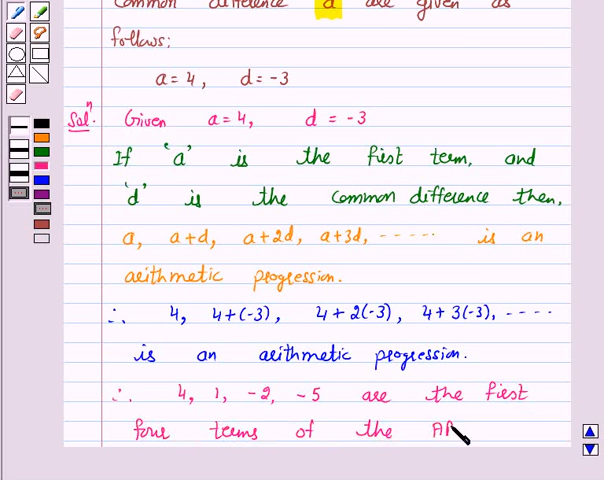 common difference 'd' are given as
follows:
a = 4, d = -3
Solⁿ. Given a = 4, d = -3
If 'a' is the first term, and
'd' is the common difference then,
a, a+d, a+2d, a+3d, ------ is an
arithmetic progression.
∴ 4, 4+(-3), 4+2(-3), 4+3(-3), ----
is an arithmetic progression.
∴ 4, 1, -2, -5 are the first
four terms of the AP